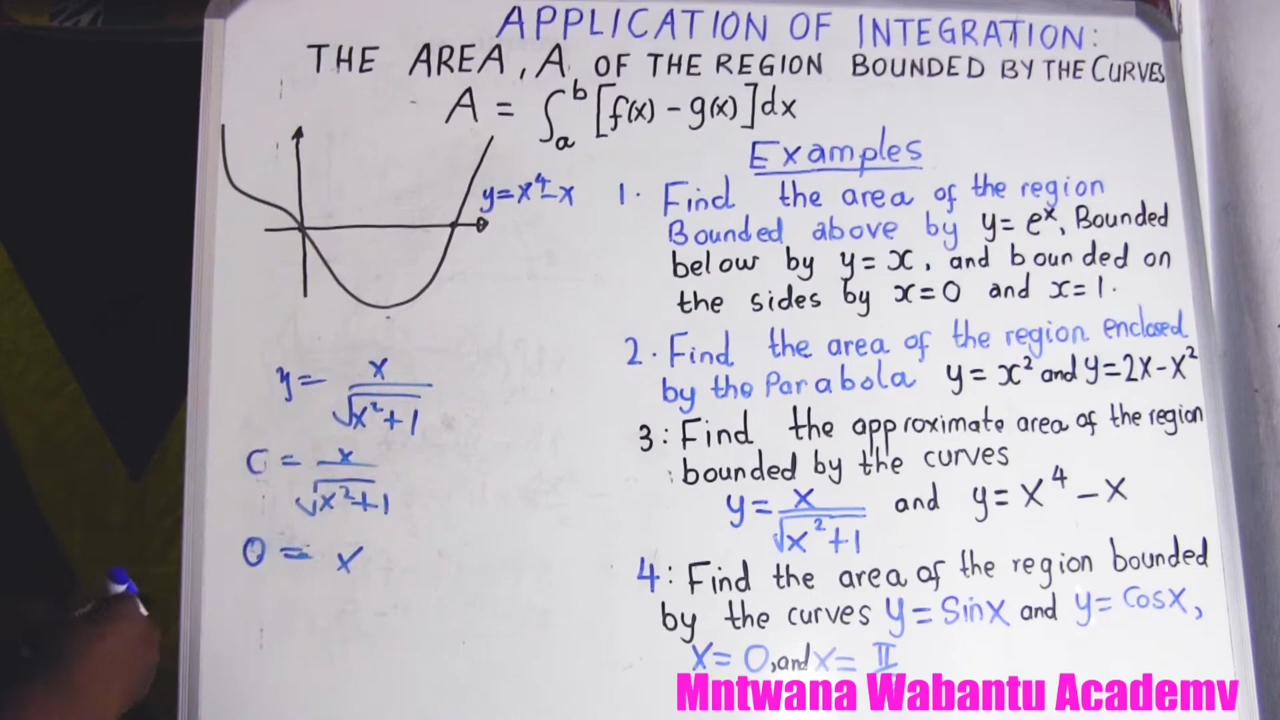 APPLICATION OF INTEGRATION:
THE AREA, A OF THE REGION BOUNDED BY THE CURVES
A = ∫_a^b [f(x) - g(x)]dx
y=x⁴-x
y= x/√(x²+1)
0 = x/√(x²+1)
0 = x
Examples
1. Find the area of the region
Bounded above by y= eˣ, Bounded
below by y=x, and bounded on
the sides by x=0 and x=1.
2. Find the area of the region enclosed
by the Parabola y=x² and y=2x-x²
3: Find the approximate area of the region
: bounded by the curves
y= x/√(x²+1) and y=x⁴-x
4: Find the area of the region bounded
by the curves y=Sinx and y=cosx,
x=0, and x= II
Mntwana Wabantu Academy